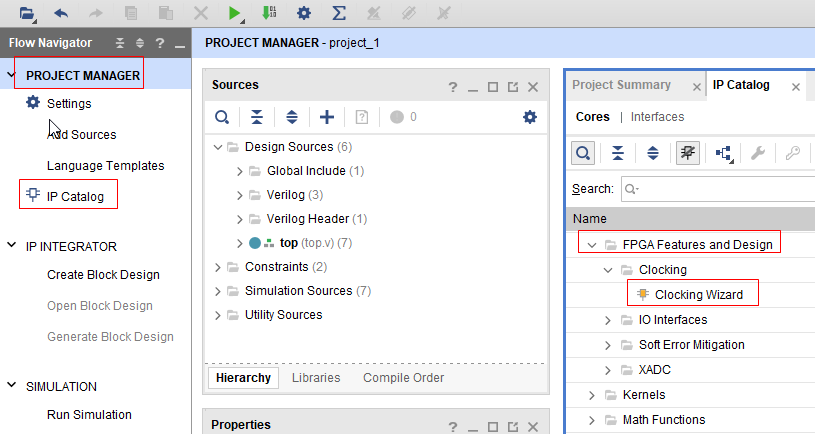 Flow Navigator
PROJECT MANAGER
Settings
Add Sources
Language Templates
IP Catalog
IP INTEGRATOR
Create Block Design
Open Block Design
Generate Block Design
SIMULATION
Run Simulation
PROJECT MANAGER - project_1
Sources
0
Design Sources (6)
Global Include (1)
Verilog (3)
Verilog Header (1)
top (top.v) (7)
Constraints (2)
Simulation Sources (7)
Utility Sources
Hierarchy Libraries Compile Order
Properties
Project Summary IP Catalog
Cores | Interfaces
Search:
Name
FPGA Features and Design
Clocking
Clocking Wizard
IO Interfaces
Soft Error Mitigation
XADC
Kernels
Math Functions